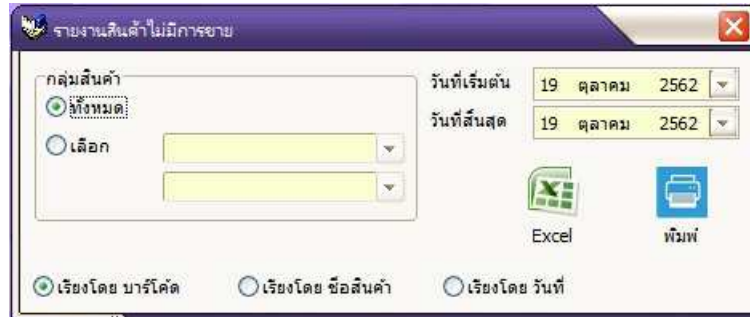 รายงานสินค้าไม่มีการขาย
กลุ่มสินค้า
ทั้งหมด
เลือก
วันที่เริ่มต้น 19 ตุลาคม 2562
วันที่สิ้นสุด 19 ตุลาคม 2562
Excel พิมพ์
เรียงโดย บาร์โค้ด เรียงโดย ชื่อสินค้า เรียงโดย วันที่